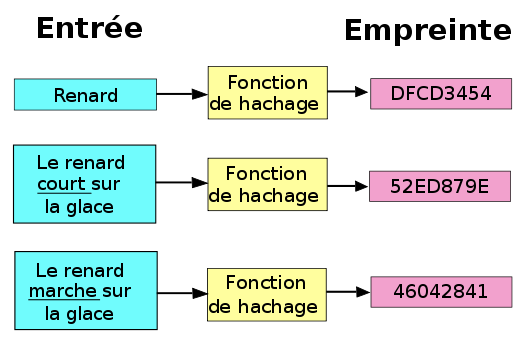 Entrée
Empreinte
Renard
Fonction
de hachage
DFCD3454
Le renard
court sur
la glace
Fonction
de hachage
52ED879E
Le renard
marche sur
la glace
Fonction
de hachage
46042841